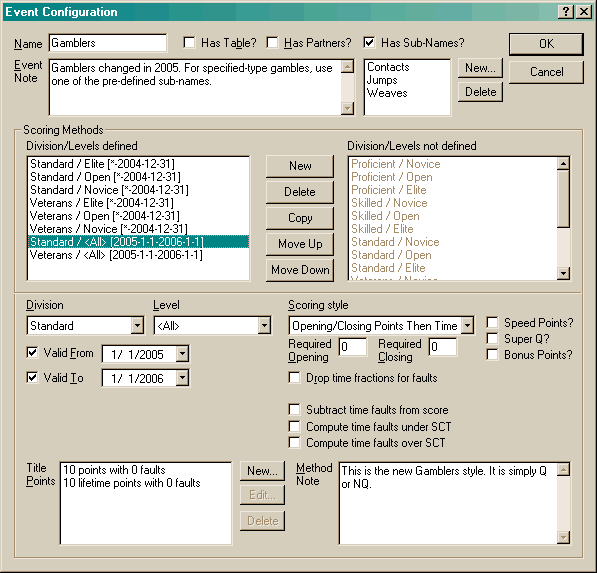 Event Configuration
Name
Gamblers
Has Table?
Has Partners?
Has Sub-Names?
OK
Event
Note
Gamblers changed in 2005. For specified-type gambles, use
one of the pre-defined sub-names.
Contacts
Jumps
Weaves
New...
Delete
Cancel
Scoring Methods
Division/Levels defined
Standard / Elite [*-2004-12-31]
Standard / Open [*-2004-12-31]
Standard / Novice [*-2004-12-31]
Veterans / Elite [*-2004-12-31]
Veterans / Open [*-2004-12-31]
Veterans / Novice [*-2004-12-31]
Standard / <All> [2005-1-1-2006-1-1]
Veterans / <All> [2005-1-1-2006-1-1]
New
Delete
Copy
Move Up
Move Down
Division/Levels not defined
Proficient / Novice
Proficient / Open
Proficient / Elite
Skilled / Novice
Skilled / Open
Skilled / Elite
Standard / Novice
Standard / Open
Standard / Elite
Veterans / Novice
Division
Standard
Level
<All>
Valid From
1/ 1/2005
Valid To
1/ 1/2006
Scoring style
Opening/Closing Points Then Time
Required
Opening
0
Required
Closing
0
Speed Points?
Super Q?
Bonus Points?
Drop time fractions for faults
Subtract time faults from score
Compute time faults under SCT
Compute time faults over SCT
Title
Points
10 points with 0 faults
10 lifetime points with 0 faults
New...
Edit...
Delete
Method
Note
This is the new Gamblers style. It is simply Q
or NQ.